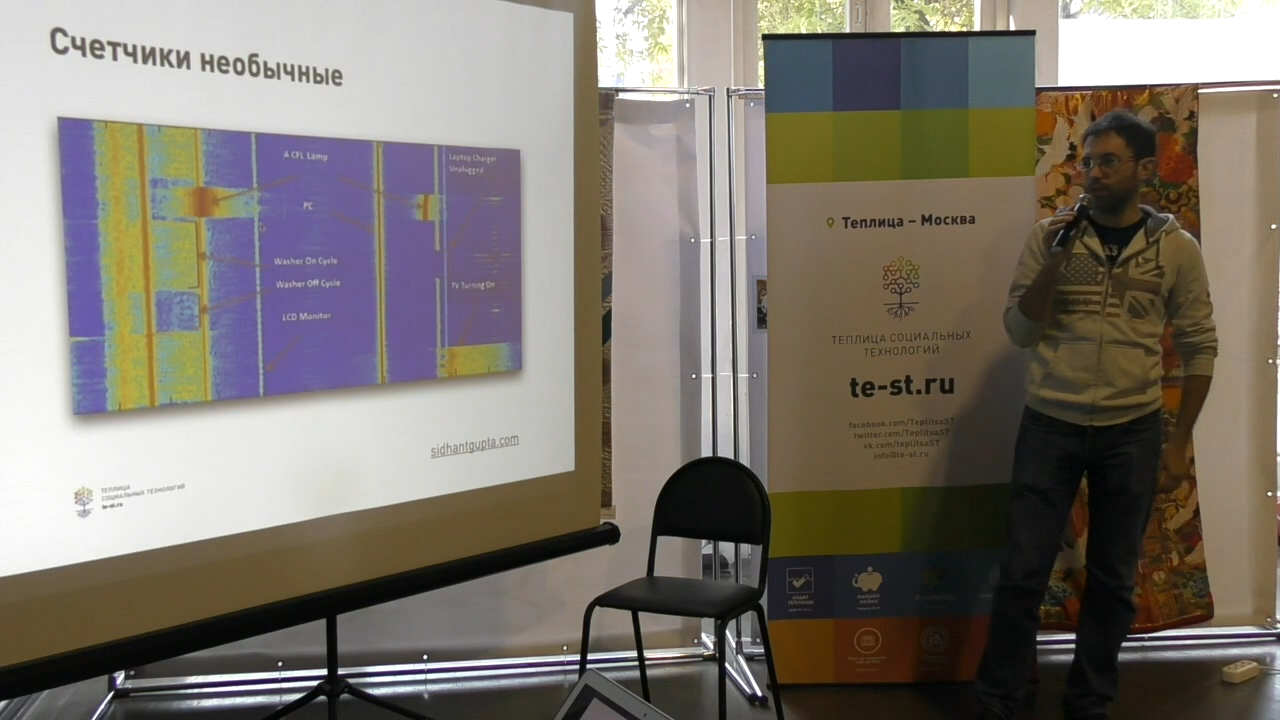 Счетчики необычные
A CFL Lamp
Laptop Charger
Unplugged
PC
Washer On Cycle
Washer Off Cycle
TV Turning On
LCD Monitor
sidhantgupta.com
ТЕПЛИЦА
СОЦИАЛЬНЫХ ТЕХНОЛОГИЙ
te-st.ru
Теплица – Москва
ТЕПЛИЦА СОЦИАЛЬНЫХ
ТЕХНОЛОГИЙ
te-st.ru
facebook.com/TeplitsaST
twitter.com/TeplitsaST
vk.com/teplitsaST
info@te-st.ru